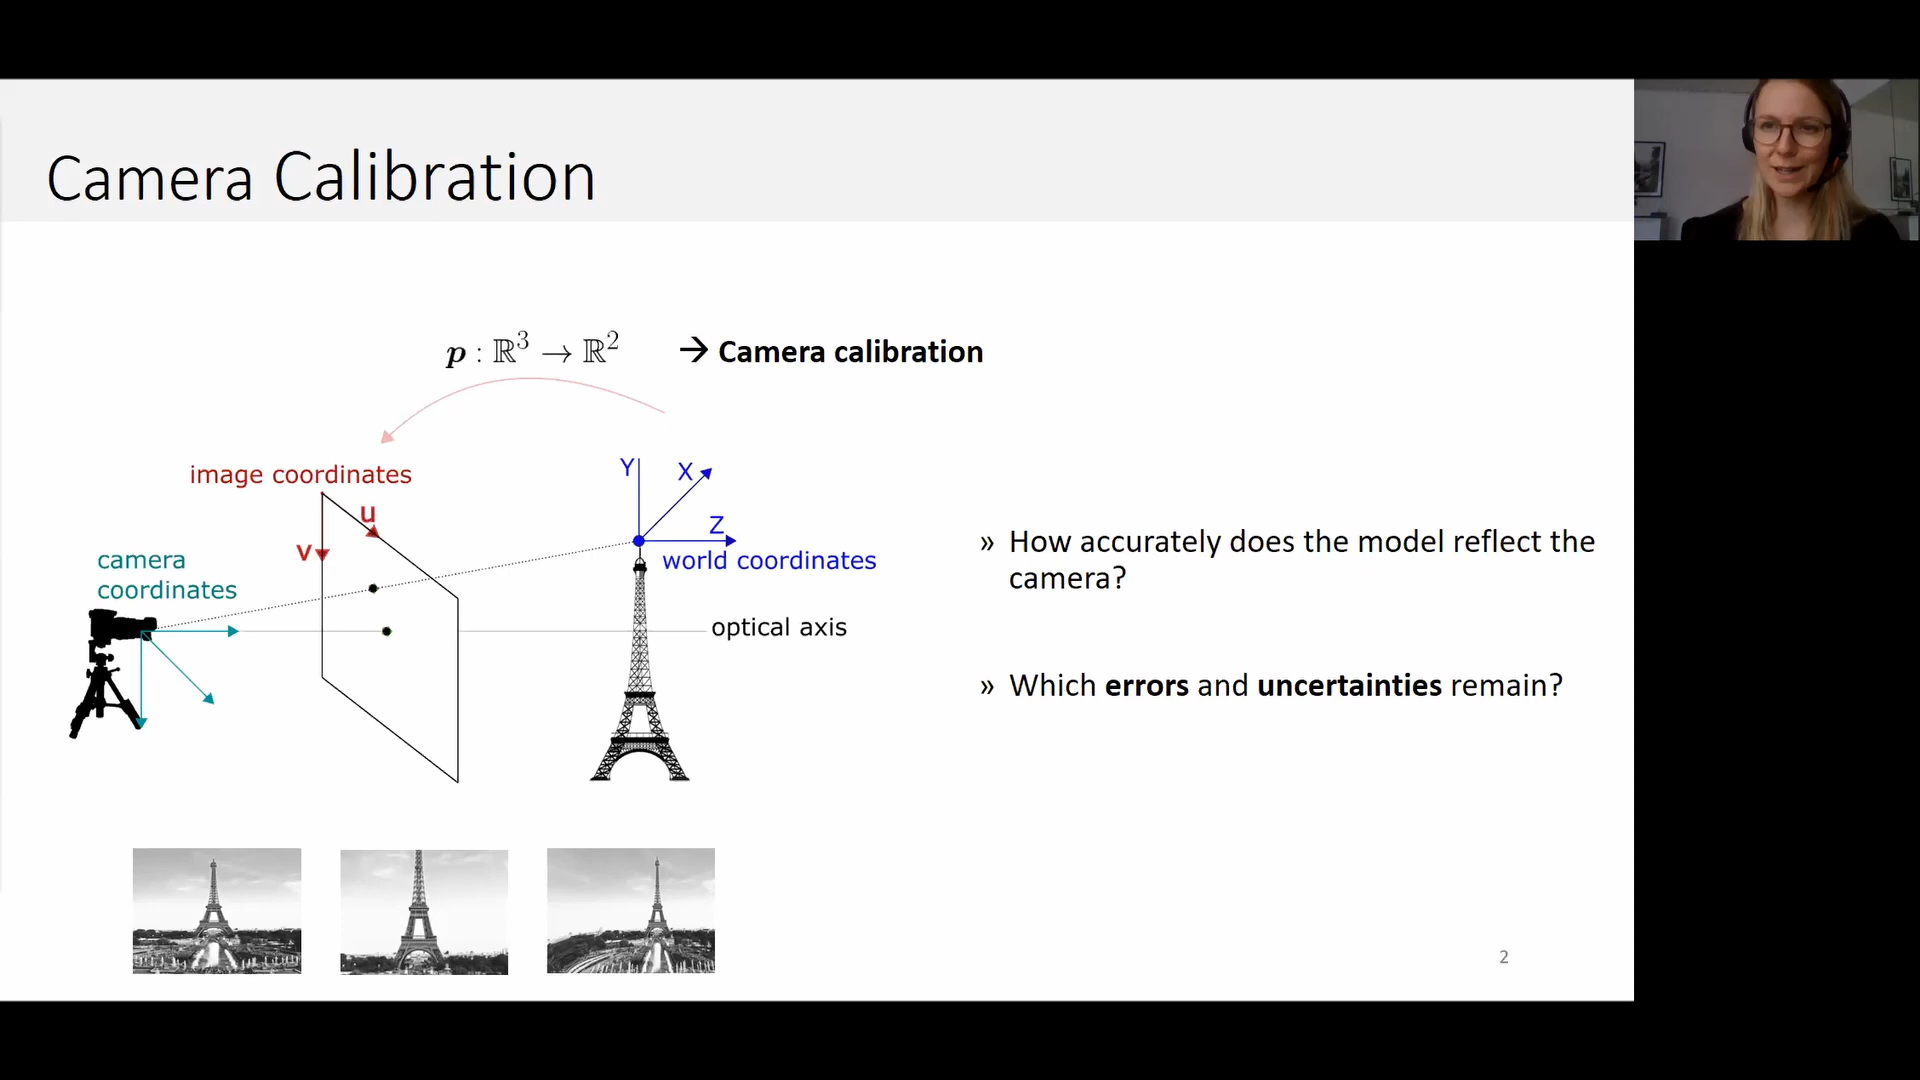 Camera Calibration
p : ℝ³ → ℝ² → Camera calibration
image coordinates
u
v
camera
coordinates
Y
X
Z
world coordinates
optical axis
» How accurately does the model reflect the
camera?
» Which errors and uncertainties remain?
2